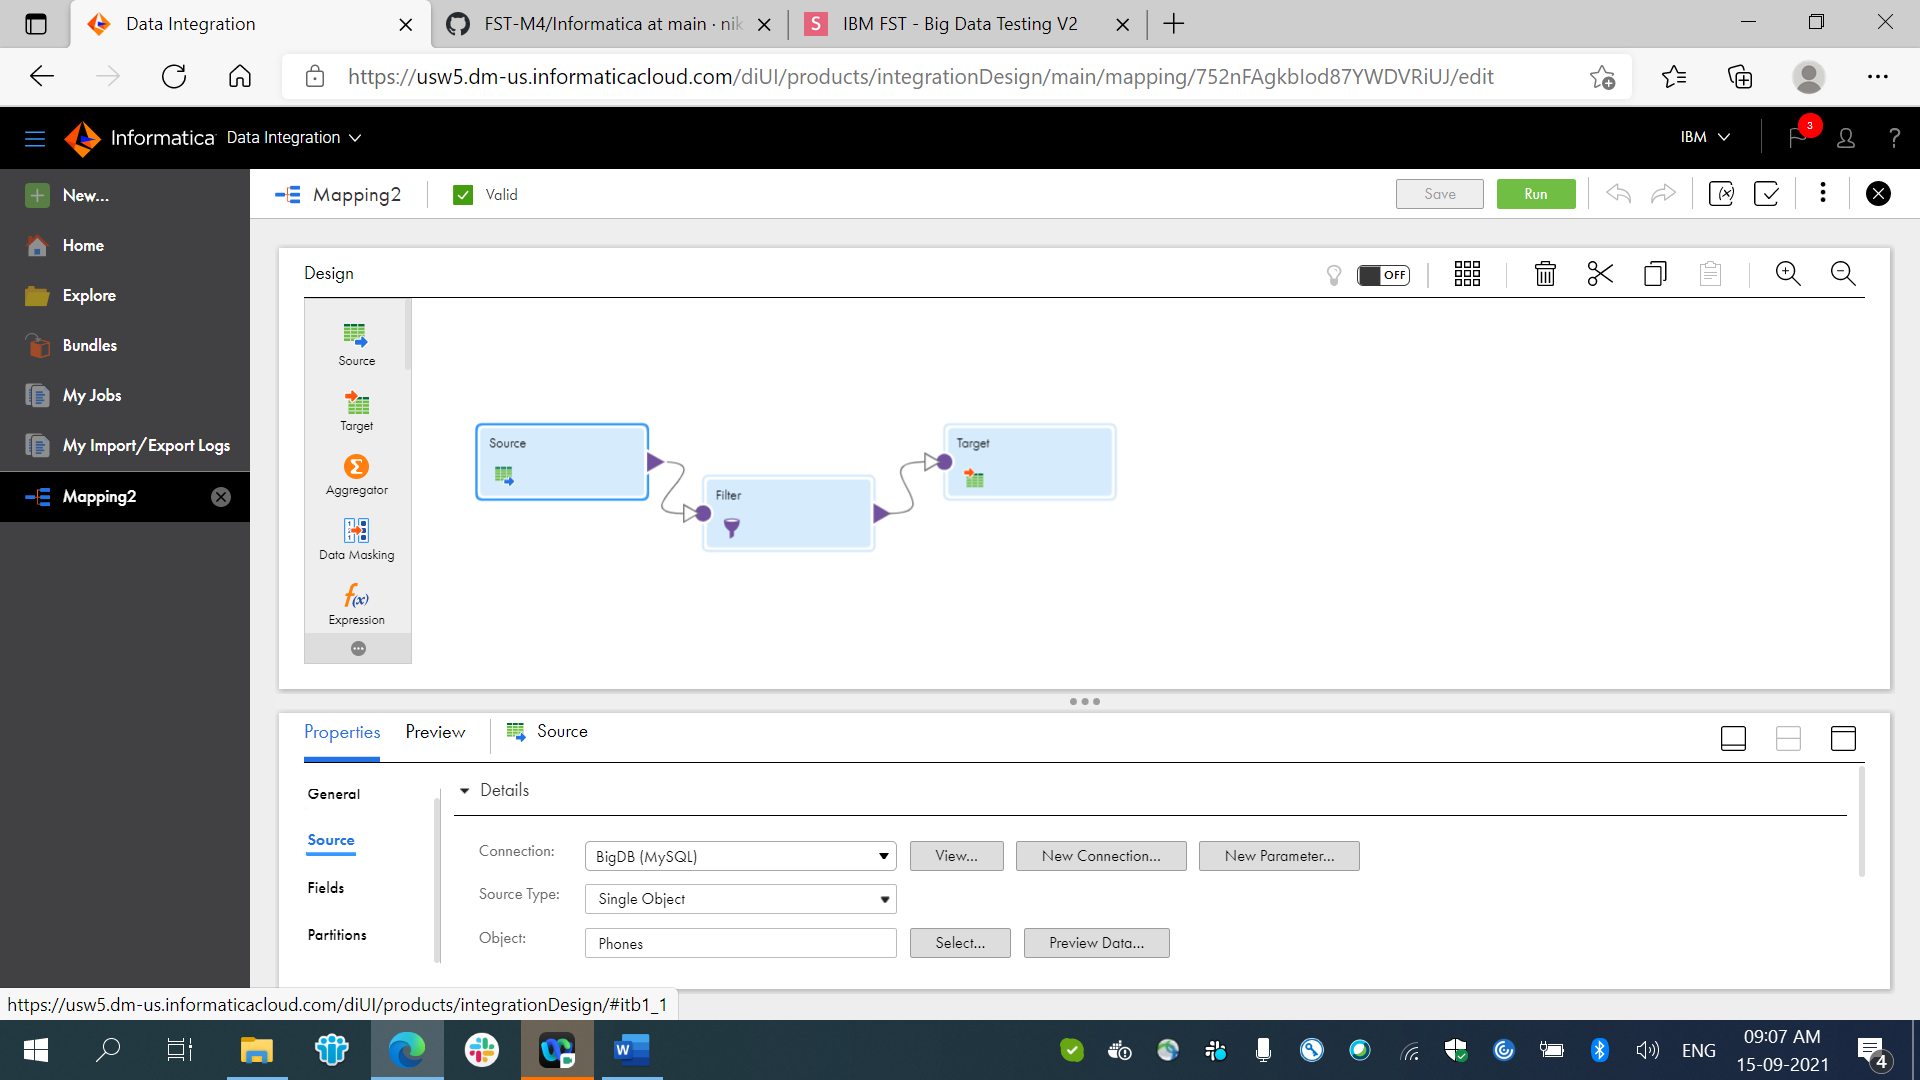 Data Integration
FST-M4/Informatica at main · nik
S IBM FST - Big Data Testing V2
https://usw5.dm-us.informaticacloud.com/diUI/products/integrationDesign/main/mapping/752nFAgkbIod87YWDVRiUJ/edit
Informatica Data Integration
IBM
3
?
New...
Home
Explore
Bundles
My Jobs
My Import/Export Logs
Mapping2
Mapping2
Valid
Save
Run
(x)
Design
OFF
Source
Target
Aggregator
Data Masking
f(x)
Expression
Source
Filter
Target
Properties
Preview
Source
General
Source
Fields
Partitions
Details
Connection: BigDB (MySQL) View... New Connection... New Parameter...
Source Type: Single Object
Object: Phones Select... Preview Data...
https://usw5.dm-us.informaticacloud.com/diUI/products/integrationDesign/#itb1_1
W
ENG
09:07 AM
15-09-2021
4